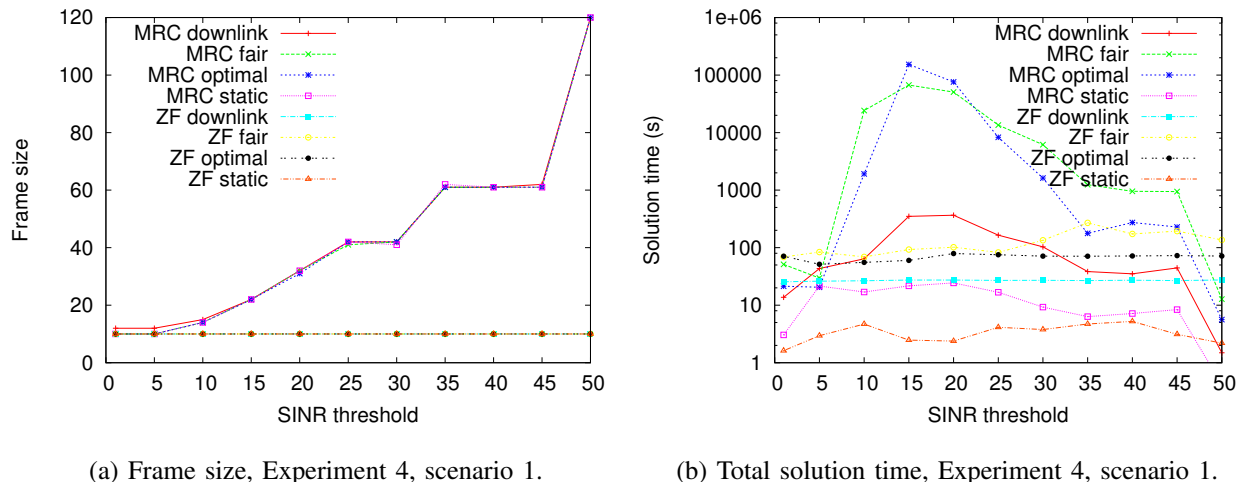 120
100
80
60
40
20
0
Frame size
0 5 10 15 20 25 30 35 40 45 50
SINR threshold
MRC downlink
MRC fair
MRC optimal
MRC static
ZF downlink
ZF fair
ZF optimal
ZF static
(a) Frame size, Experiment 4, scenario 1.
1e+06
100000
10000
1000
100
10
1
Solution time (s)
0 5 10 15 20 25 30 35 40 45 50
SINR threshold
MRC downlink
MRC fair
MRC optimal
MRC static
ZF downlink
ZF fair
ZF optimal
ZF static
(b) Total solution time, Experiment 4, scenario 1.